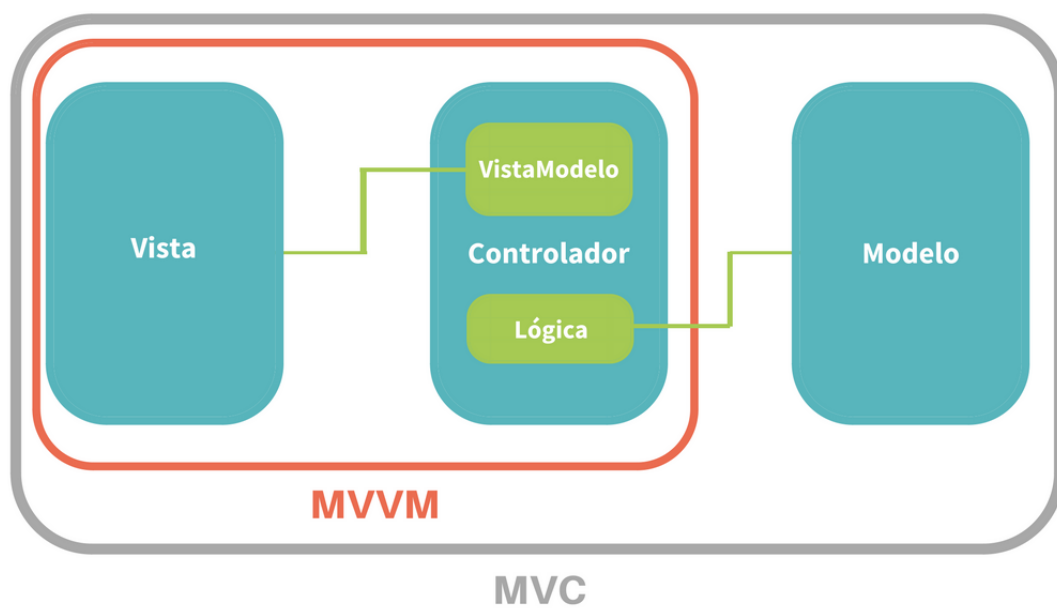 Vista
VistaModelo
Controlador
Lógica
Modelo
MVVM
MVC